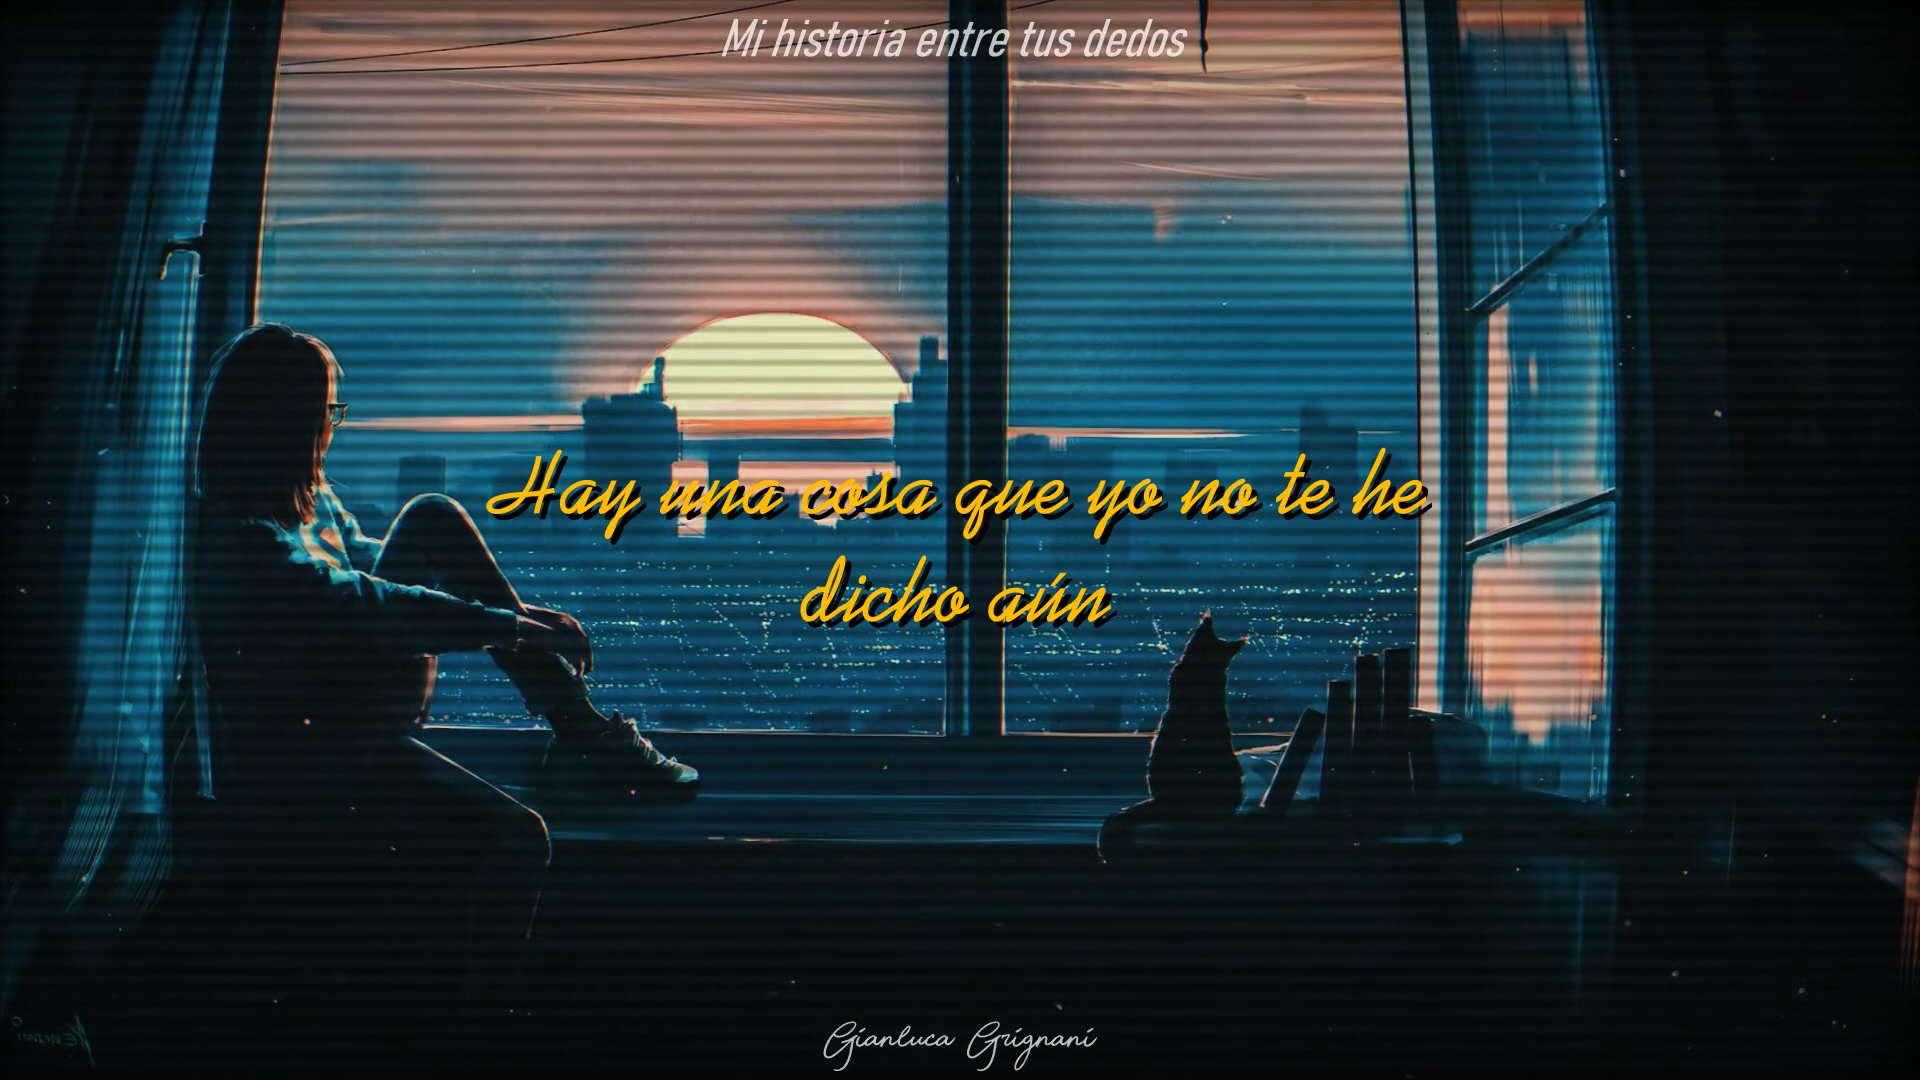 Mi historia entre tus dedos
Hay una cosa que yo no te he
dicho aún
Gianluca Grignani